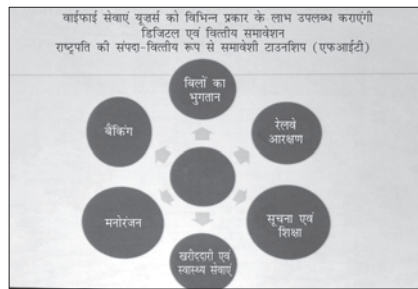 वाईफाई सेवाएं यूजर्स को विभिन्न प्रकार के लाभ उपलब्ध कराएंगी
डिजिटल एवं वित्तीय समावेशन
राष्ट्रपति की संपदा-वित्तीय रूप से समावेशी टाउनशिप (एफआईटी)
बिलों का
भुगतान
बैंकिंग
रेलवे
आरक्षण
मनोरंजन
सूचना एवं
शिक्षा
खरीददारी एवं
स्वास्थ्य सेवाएं